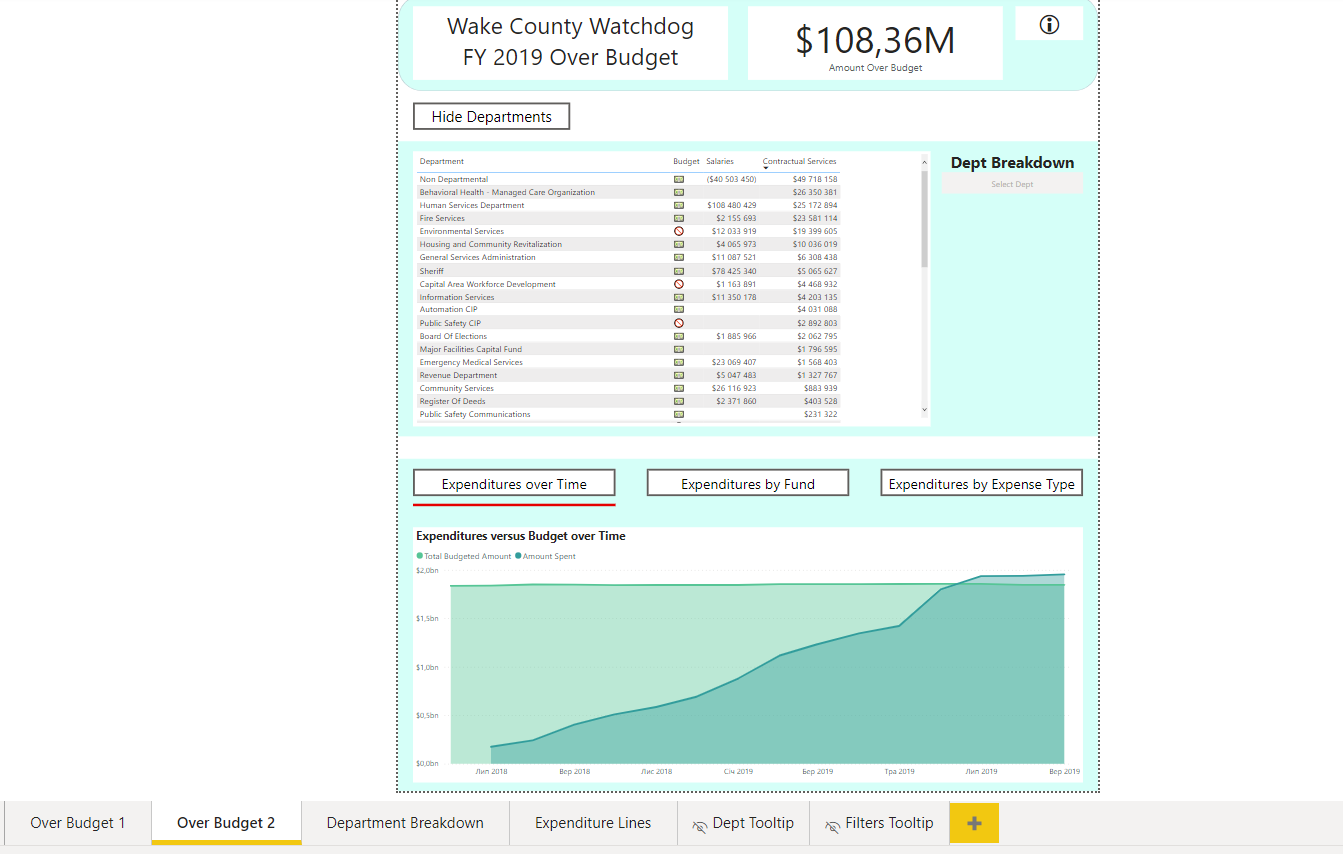 Wake County Watchdog
FY 2019 Over Budget
$108,36M
Amount Over Budget
Hide Departments
Department Budget Salaries Contractual Services
Non Departmental ($40 503 450) $49 718 158
Behavioral Health - Managed Care Organization $26 350 381
Human Services Department $108 480 429 $25 172 894
Fire Services $2 155 693 $23 581 114
Environmental Services $12 033 919 $19 399 605
Housing and Community Revitalization $4 065 973 $10 036 019
General Services Administration $11 087 521 $6 308 438
Sheriff $78 425 340 $5 065 627
Capital Area Workforce Development $1 163 891 $4 468 932
Information Services $11 350 178 $4 203 135
Automation CIP $4 031 088
Public Safety CIP $2 892 803
Board Of Elections $1 885 966 $2 062 795
Major Facilities Capital Fund $1 796 595
Emergency Medical Services $23 069 407 $1 568 403
Revenue Department $5 047 483 $1 327 767
Community Services $26 116 923 $883 939
Register Of Deeds $2 371 860 $403 528
Public Safety Communications $231 322
Dept Breakdown
Select Dept
Expenditures over Time
Expenditures by Fund
Expenditures by Expense Type
Expenditures versus Budget over Time
Total Budgeted Amount Amount Spent
$2,0bn
$1,5bn
$1,0bn
$0,5bn
$0,0bn
Лип 2018 Вер 2018 Лис 2018 Січ 2019 Бер 2019 Тра 2019 Лип 2019 Вер 2019
Over Budget 1
Over Budget 2
Department Breakdown
Expenditure Lines
Dept Tooltip
Filters Tooltip